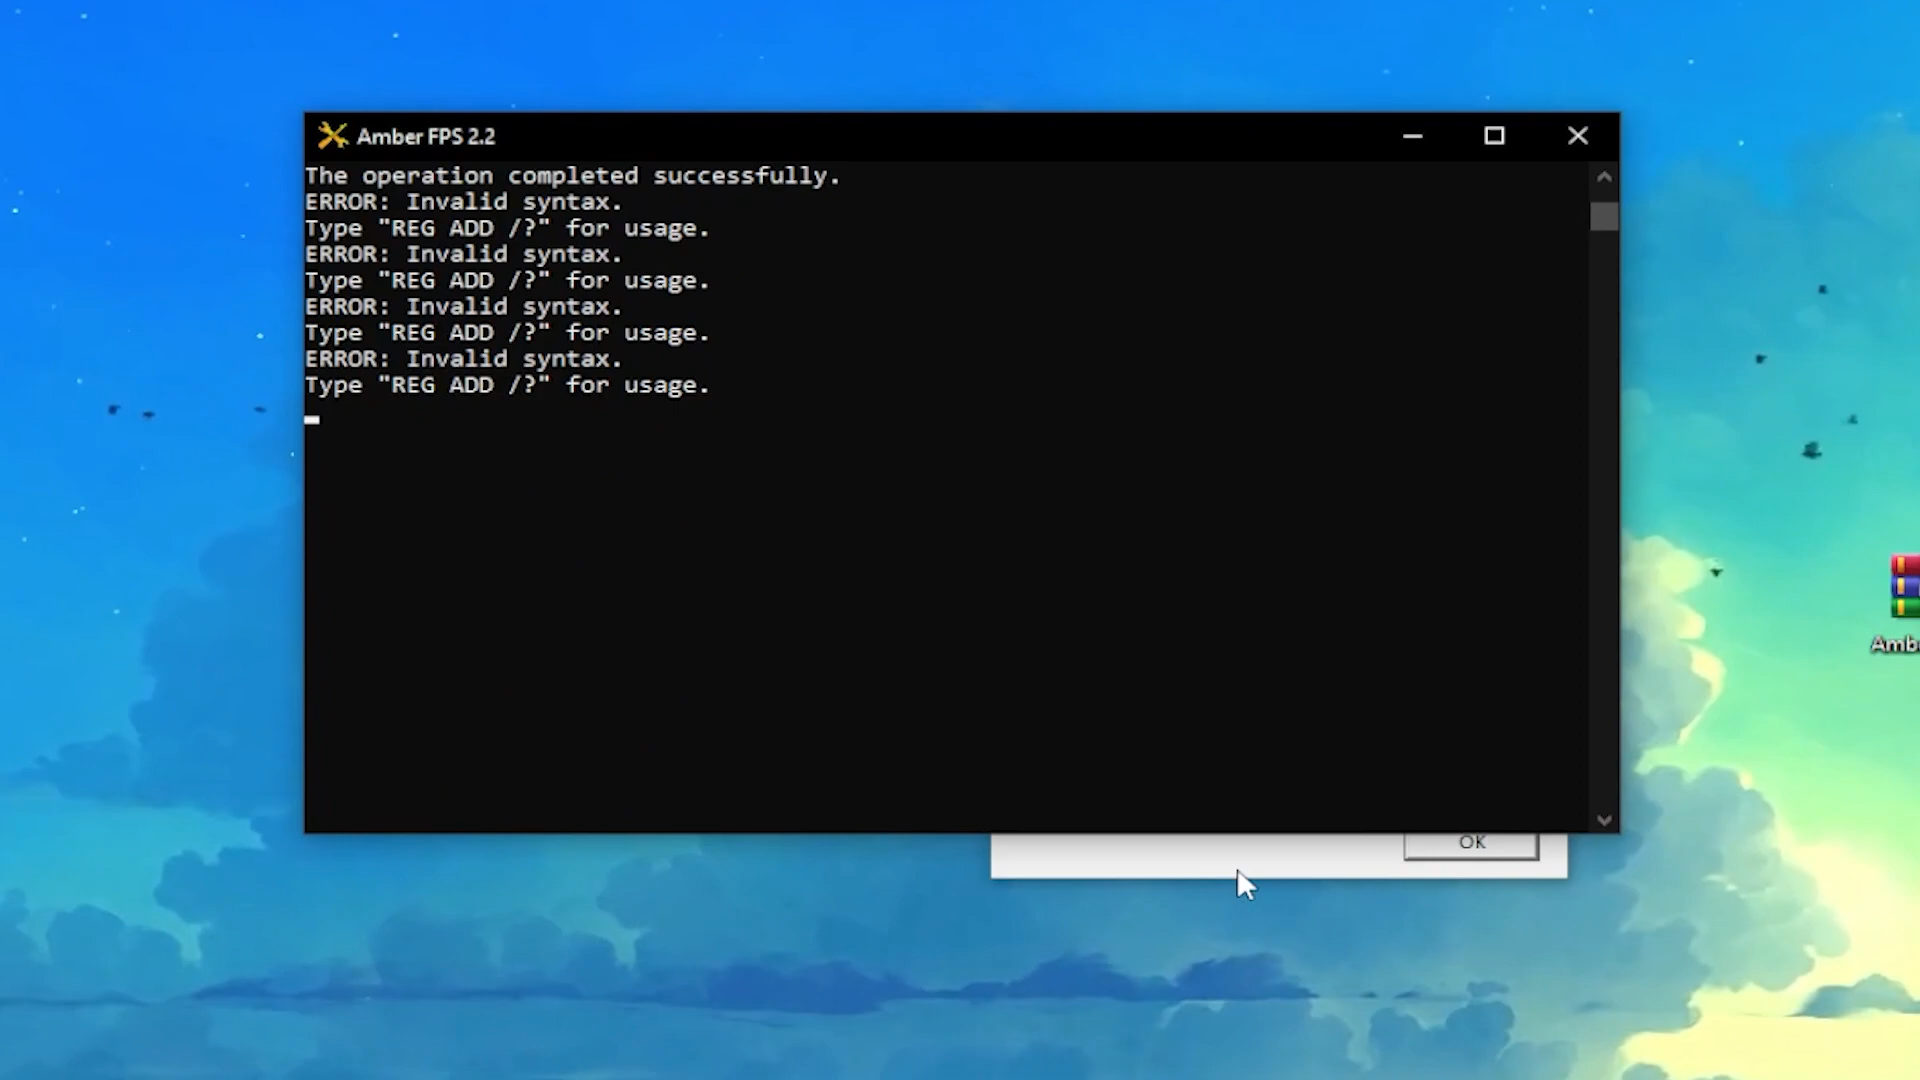 Amber FPS 2.2
The operation completed successfully.
ERROR: Invalid syntax.
Type "REG ADD /?" for usage.
ERROR: Invalid syntax.
Type "REG ADD /?" for usage.
ERROR: Invalid syntax.
Type "REG ADD /?" for usage.
ERROR: Invalid syntax.
Type "REG ADD /?" for usage.
OK